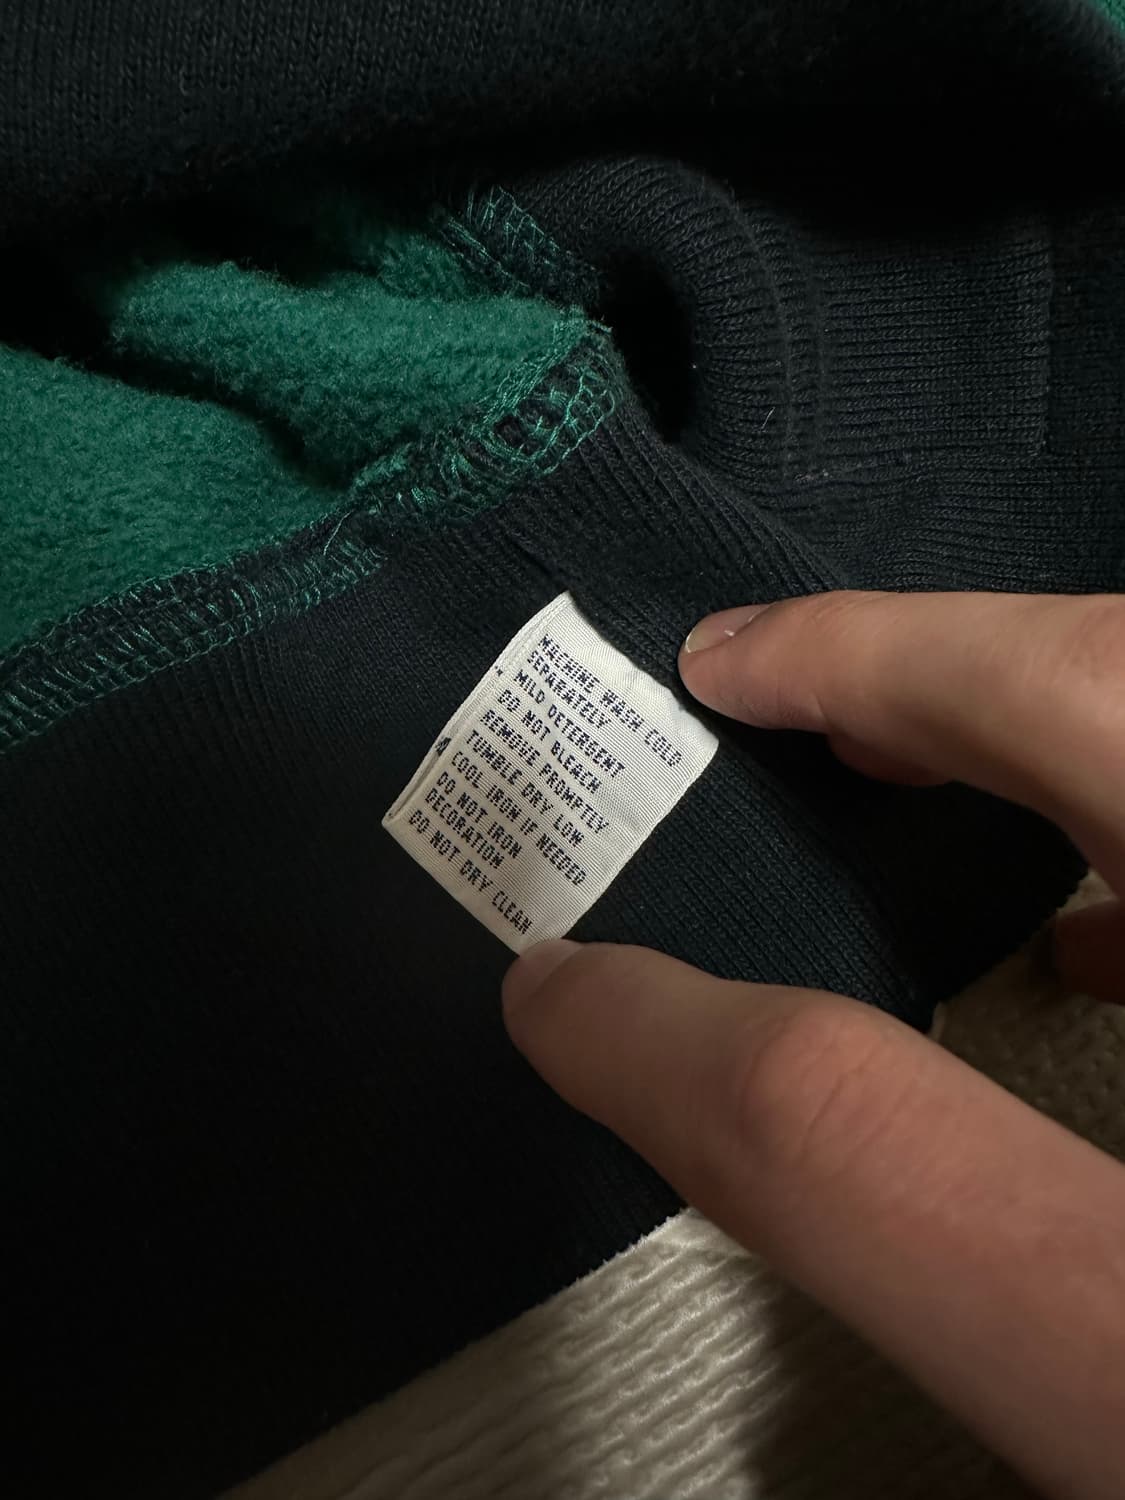 MACHINE WASH COLD
SEPARATELY
MILD DETERGENT
DO NOT BLEACH
REMOVE PROMPTLY
TUMBLE DRY LOW
COOL IRON IF NEEDED
DO NOT IRON
DECORATION
DO NOT DRY CLEAN